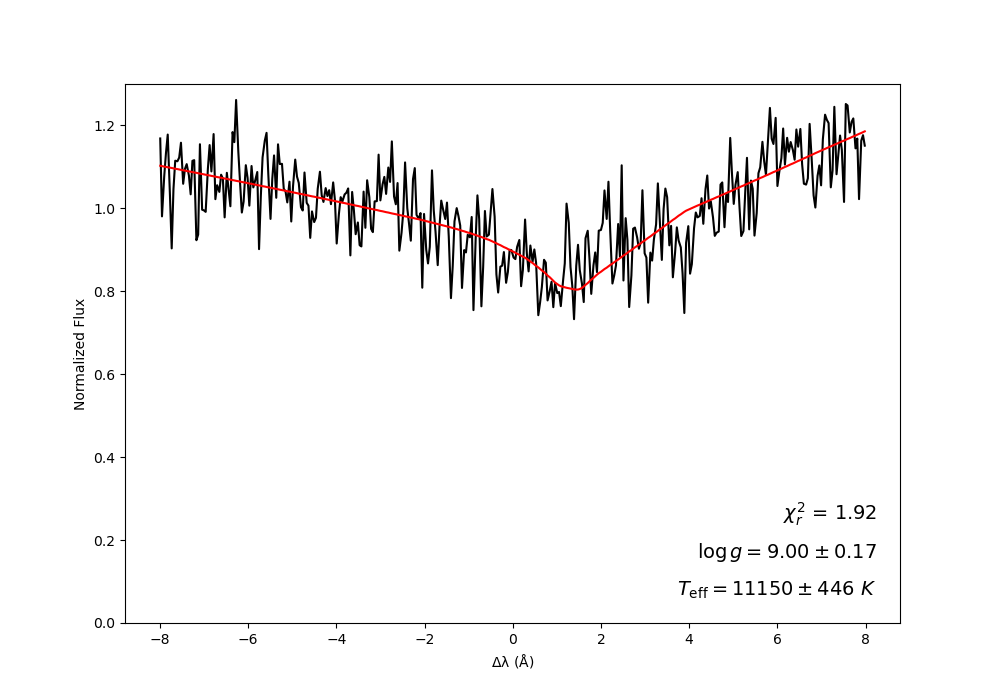 Normalized Flux
1.2
1.0
0.8
0.6
0.4
0.2
0.0
χ²ᵣ = 1.92
log g = 9.00 ± 0.17
T_eff = 11150 ± 446 K
−8 −6 −4 −2 0 2 4 6 8
Δλ (Å)